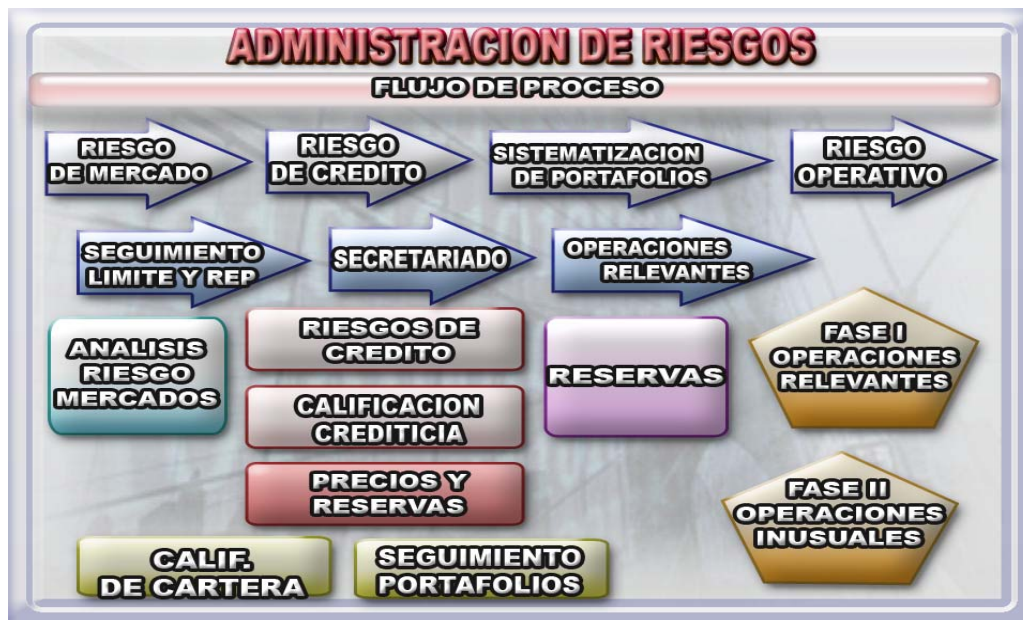 ADMINISTRACION DE RIESGOS
FLUJO DE PROCESO
RIESGO
DE MERCADO
RIESGO
DE CREDITO
SISTEMATIZACION
DE PORTAFOLIOS
RIESGO
OPERATIVO
SEGUIMIENTO
LIMITE Y REP
SECRETARIADO
OPERACIONES
RELEVANTES
ANALISIS
RIESGO
MERCADOS
RIESGOS DE
CREDITO
CALIFICACION
CREDITICIA
PRECIOS Y
RESERVAS
RESERVAS
FASE I
OPERACIONES
RELEVANTES
FASE II
OPERACIONES
INUSUALES
CALIF.
DE CARTERA
SEGUIMIENTO
PORTAFOLIOS